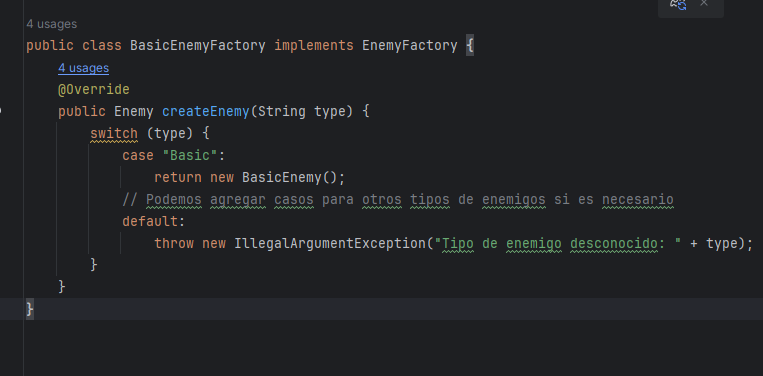 4 usages
public class BasicEnemyFactory implements EnemyFactory {
4 usages
@Override
public Enemy createEnemy(String type) {
switch (type) {
case "Basic":
return new BasicEnemy();
// Podemos agregar casos para otros tipos de enemigos si es necesario
default:
throw new IllegalArgumentException("Tipo de enemigo desconocido: " + type);
}
}
}